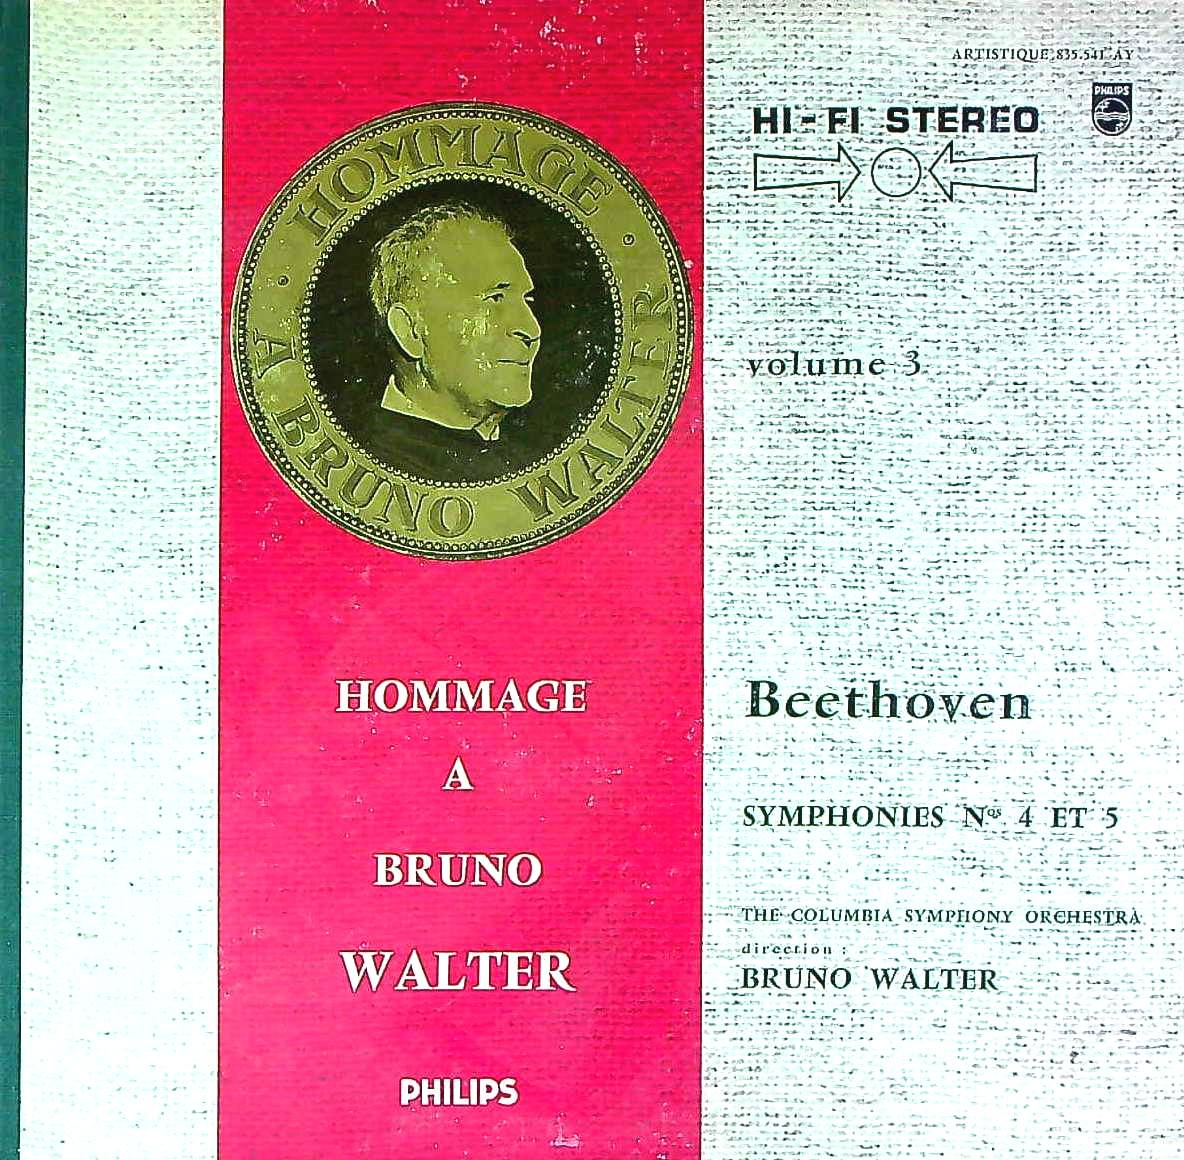 ARTISTIQUE 835.541 AY
HI-FI STEREO
PHILIPS
HOMMAGE
A BRUNO WALTER
volume 3
HOMMAGE
A
BRUNO
WALTER
PHILIPS
Beethoven
SYMPHONIES Nos 4 ET 5
THE COLUMBIA SYMPHONY ORCHESTRA
direction :
BRUNO WALTER